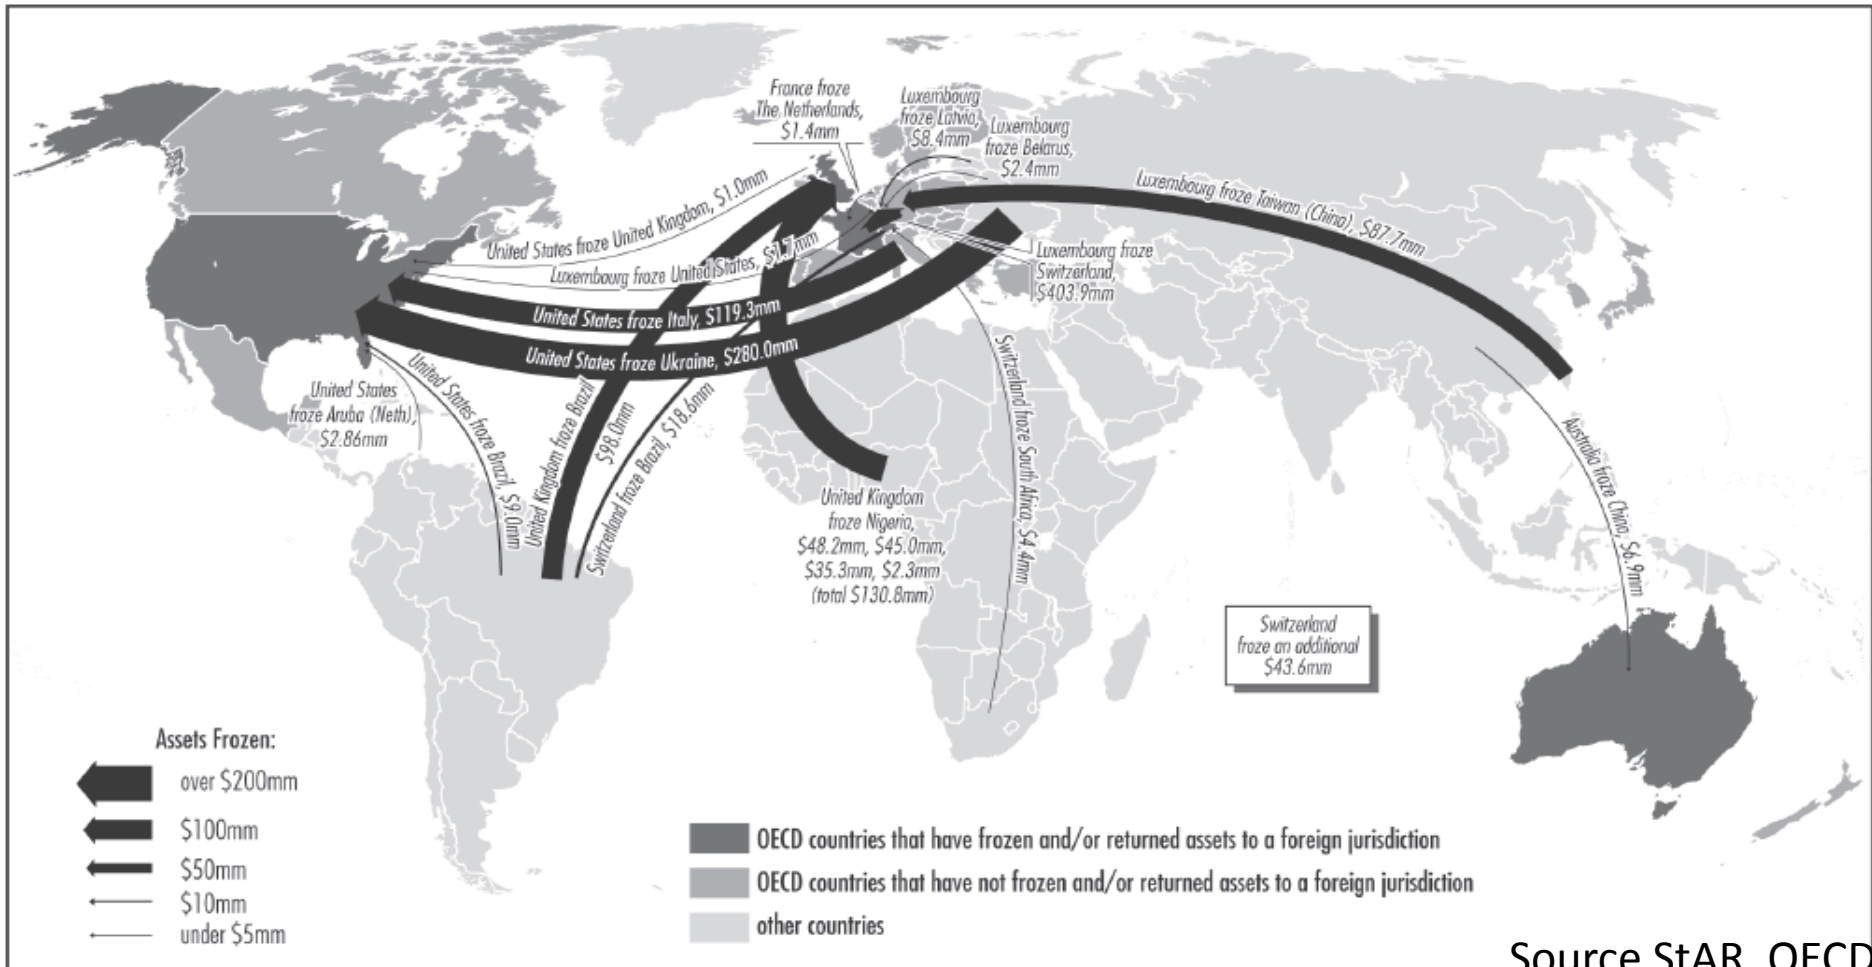 France froze
The Netherlands,
$1.4mm
Luxembourg
froze Latvia,
$8.4mm
Luxembourg
froze Belarus,
$2.4mm
Luxembourg froze Taiwan (China), $87.7mm
United States froze United Kingdom, $1.0mm
Luxembourg froze United States, $1.7mm
Luxembourg froze
Switzerland,
$403.9mm
United States froze Italy, $119.3mm
United States froze Ukraine, $280.0mm
United States
froze Aruba (Neth),
$2.86mm
United States froze Brazil, $9.0mm
United Kingdom froze Brazil
$98.0mm
Switzerland froze Brazil, $18.6mm
United Kingdom
froze Nigeria,
$48.2mm, $45.0mm,
$35.3mm, $2.3mm
(total $130.8mm)
Switzerland froze South Africa, $4.4mm
Australia froze China, $6.9mm
Switzerland
froze an additional
$43.6mm
Assets Frozen:
over $200mm
$100mm
$50mm
$10mm
under $5mm
OECD countries that have frozen and/or returned assets to a foreign jurisdiction
OECD countries that have not frozen and/or returned assets to a foreign jurisdiction
other countries
Source StAR, OECD